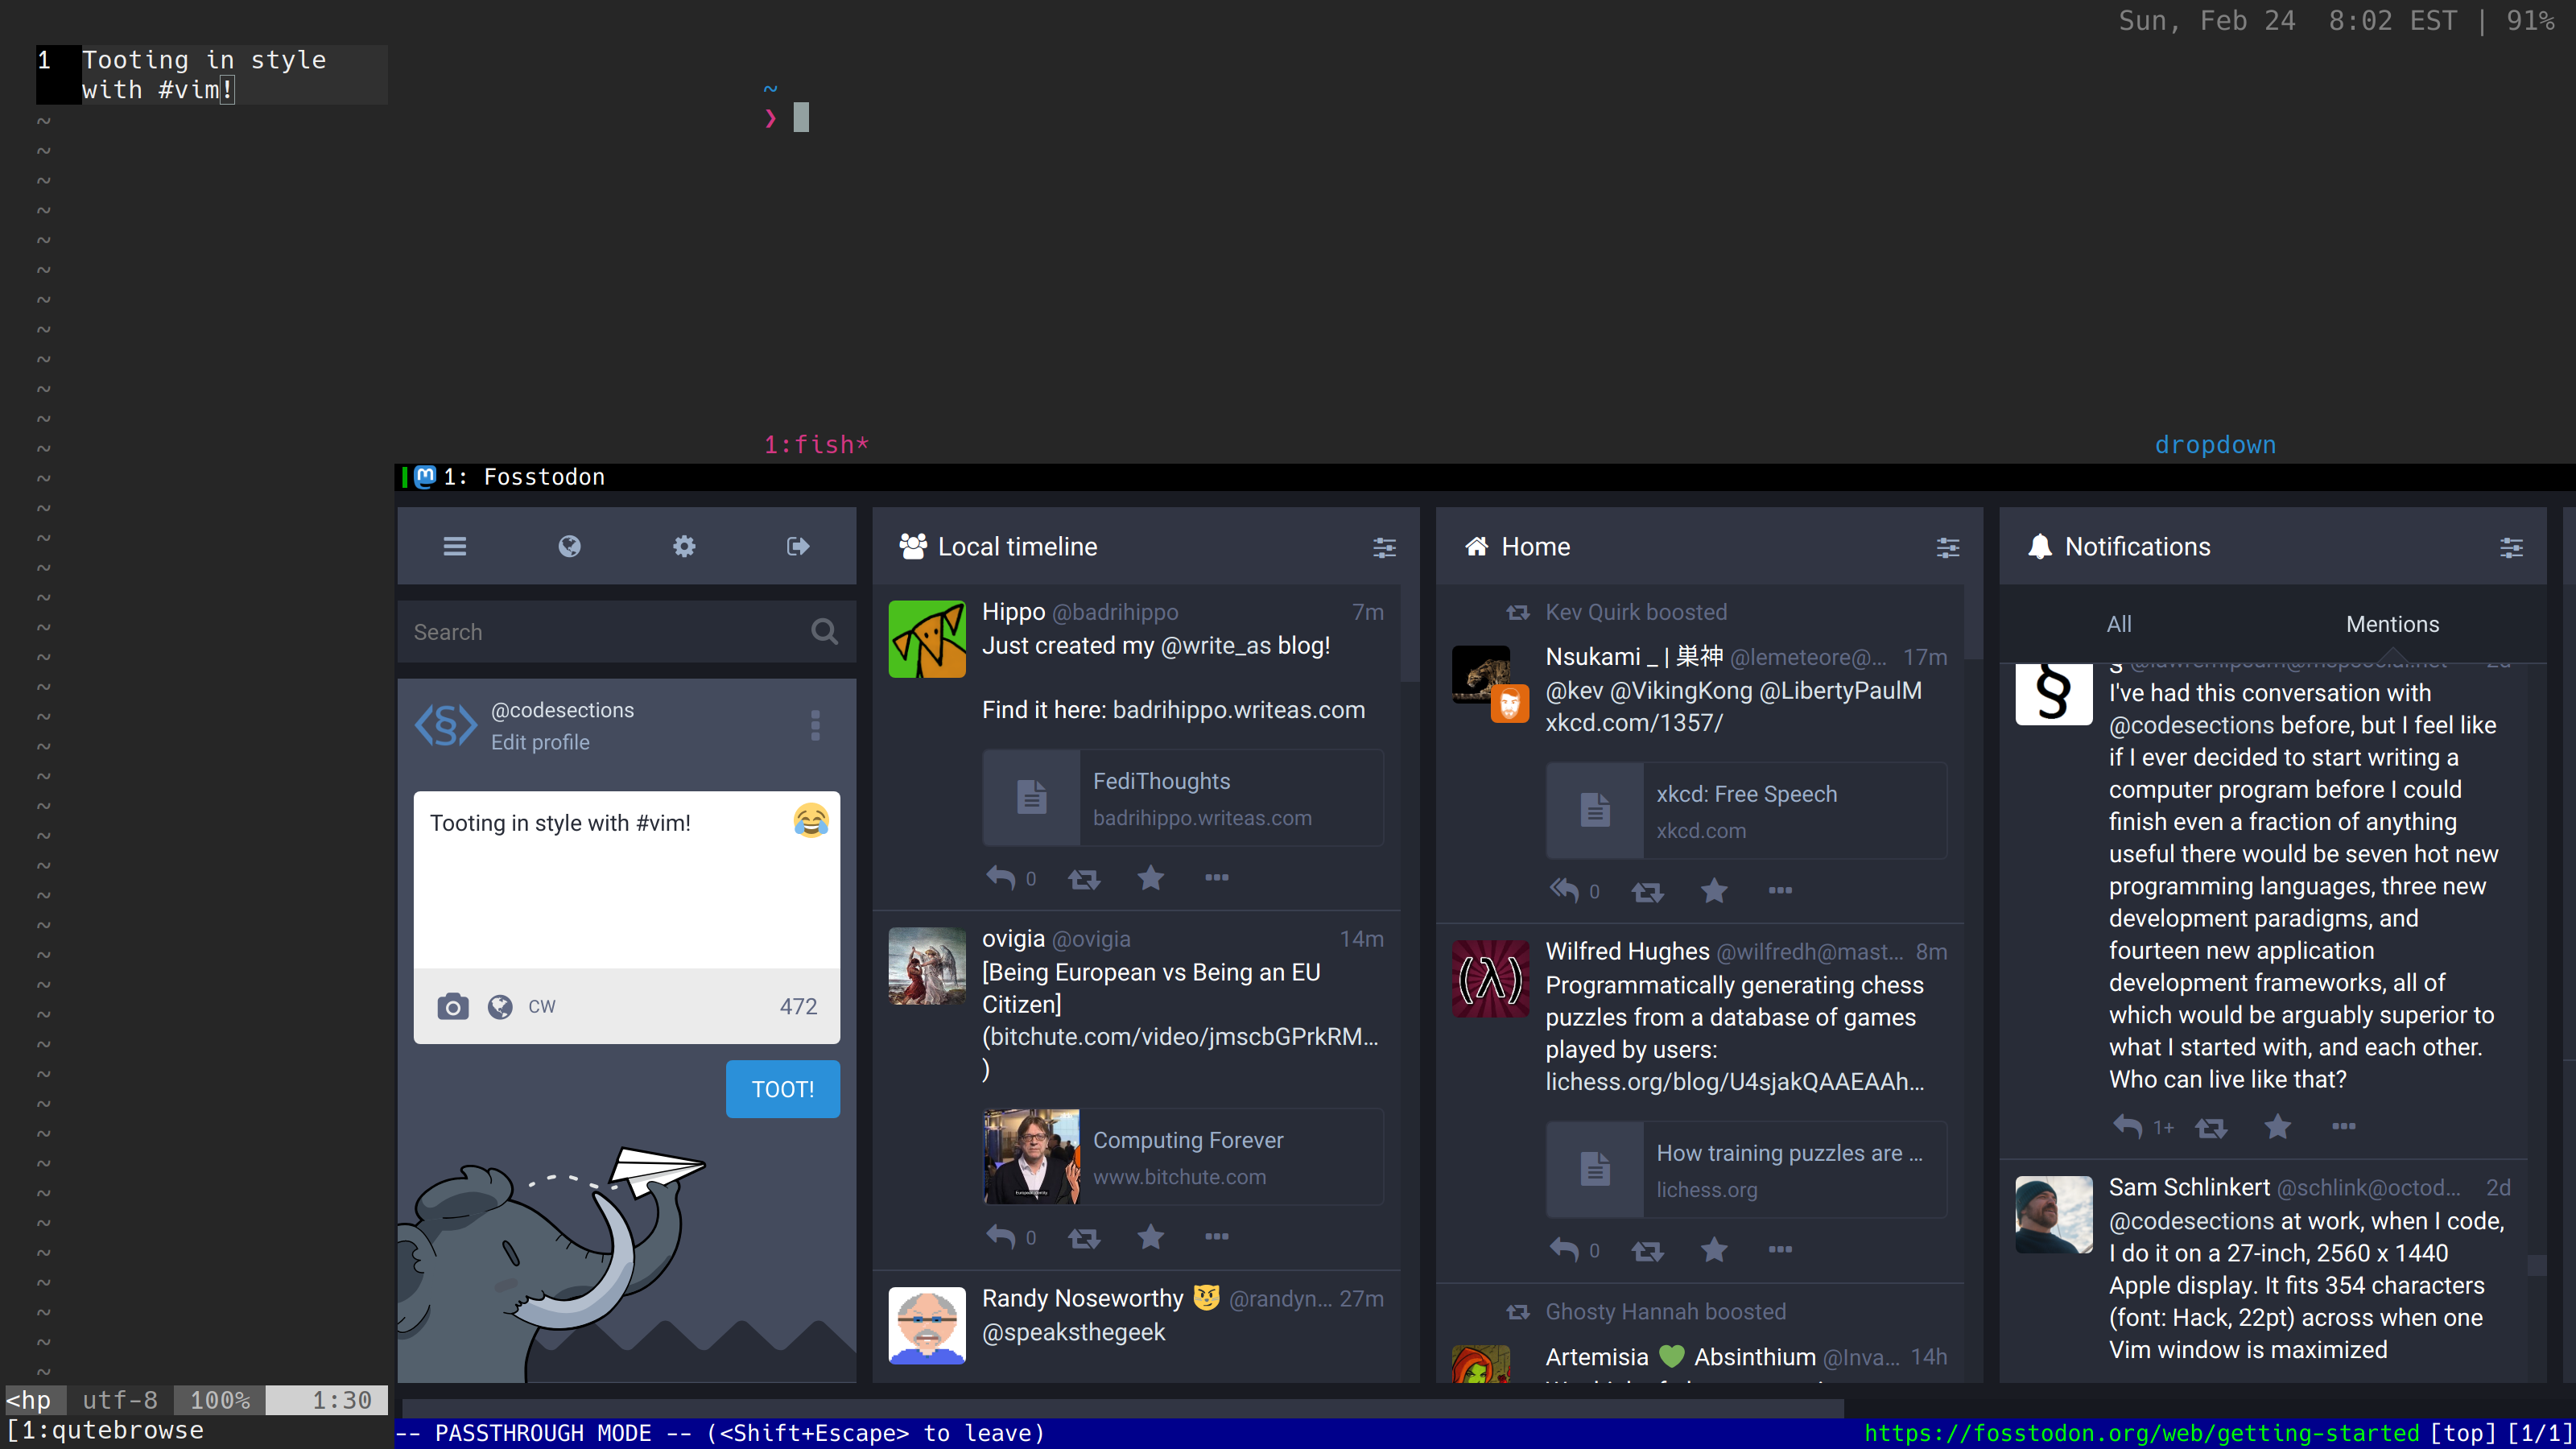 Sun, Feb 24  8:02 EST | 91%
1 Tooting in style
with #vim!
~
❯
1:fish*
dropdown
1: Fosstodon
Search
@codesections
Edit profile
Tooting in style with #vim!
CW
472
TOOT!
Local timeline
Hippo @badrihippo 7m
Just created my @write_as blog!
Find it here: badrihippo.writeas.com
FediThoughts
badrihippo.writeas.com
0
ovigia @ovigia 14m
[Being European vs Being an EU
Citizen]
(bitchute.com/video/jmscbGPrkRM…
)
Computing Forever
www.bitchute.com
0
Randy Noseworthy @randyn… 27m
@speaksthegeek
Home
Kev Quirk boosted
Nsukami _ | 巣神 @lemeteore@… 17m
@kev @VikingKong @LibertyPaulM
xkcd.com/1357/
xkcd: Free Speech
xkcd.com
0
Wilfred Hughes @wilfredh@mast… 8m
Programmatically generating chess
puzzles from a database of games
played by users:
lichess.org/blog/U4sjakQAAEAAh…
How training puzzles are …
lichess.org
0
Ghosty Hannah boosted
Artemisia 💚 Absinthium @Inva… 14h
Notifications
All
Mentions
§
I've had this conversation with
@codesections before, but I feel like
if I ever decided to start writing a
computer program before I could
finish even a fraction of anything
useful there would be seven hot new
programming languages, three new
development paradigms, and
fourteen new application
development frameworks, all of
which would be arguably superior to
what I started with, and each other.
Who can live like that?
1+
Sam Schlinkert @schlink@octod… 2d
@codesections at work, when I code,
I do it on a 27-inch, 2560 x 1440
Apple display. It fits 354 characters
(font: Hack, 22pt) across when one
Vim window is maximized
<hp utf-8 100% 1:30
[1:qutebrowse
-- PASSTHROUGH MODE -- (<Shift+Escape> to leave)
https://fosstodon.org/web/getting-started [top] [1/1]